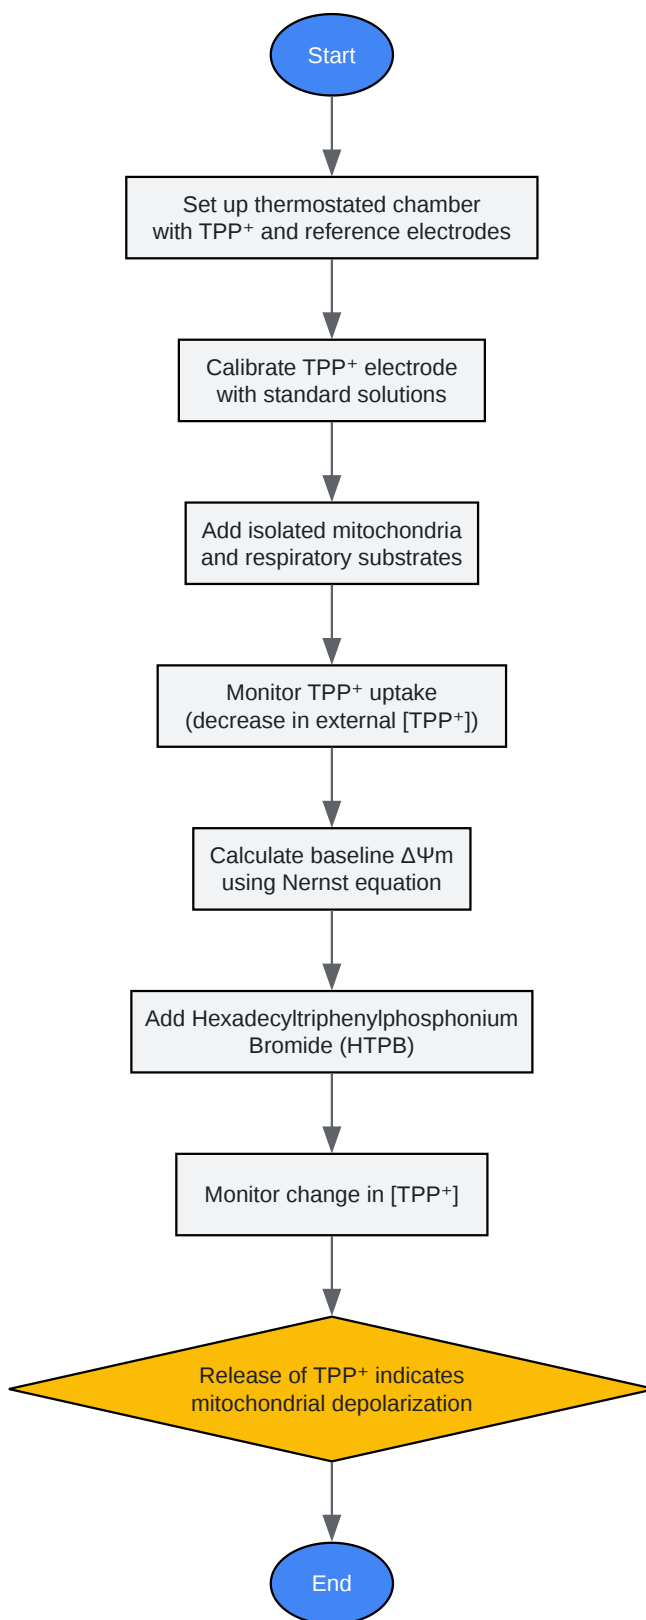 Start
Set up thermostated chamber
with TPP⁺ and reference electrodes
Calibrate TPP⁺ electrode
with standard solutions
Add isolated mitochondria
and respiratory substrates
Monitor TPP⁺ uptake
(decrease in external [TPP⁺])
Calculate baseline ΔΨm
using Nernst equation
Add Hexadecyltriphenylphosphonium
Bromide (HTPB)
Monitor change in [TPP⁺]
Release of TPP⁺ indicates
mitochondrial depolarization
End